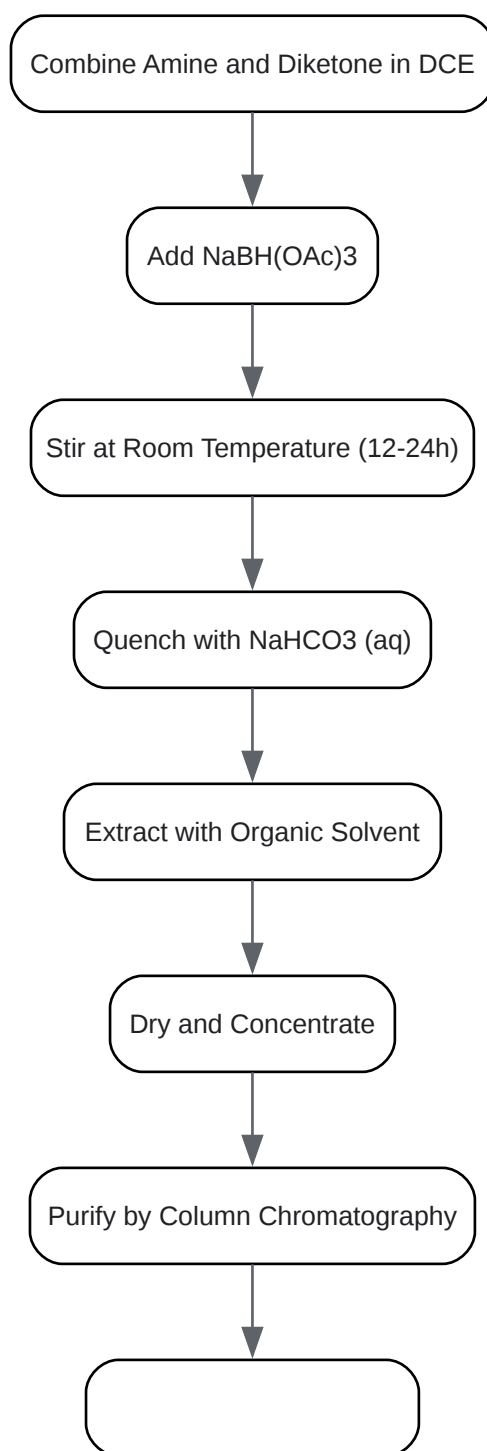 Combine Amine and Diketone in DCE
Add NaBH(OAc)3
Stir at Room Temperature (12-24h)
Quench with NaHCO3 (aq)
Extract with Organic Solvent
Dry and Concentrate
Purify by Column Chromatography